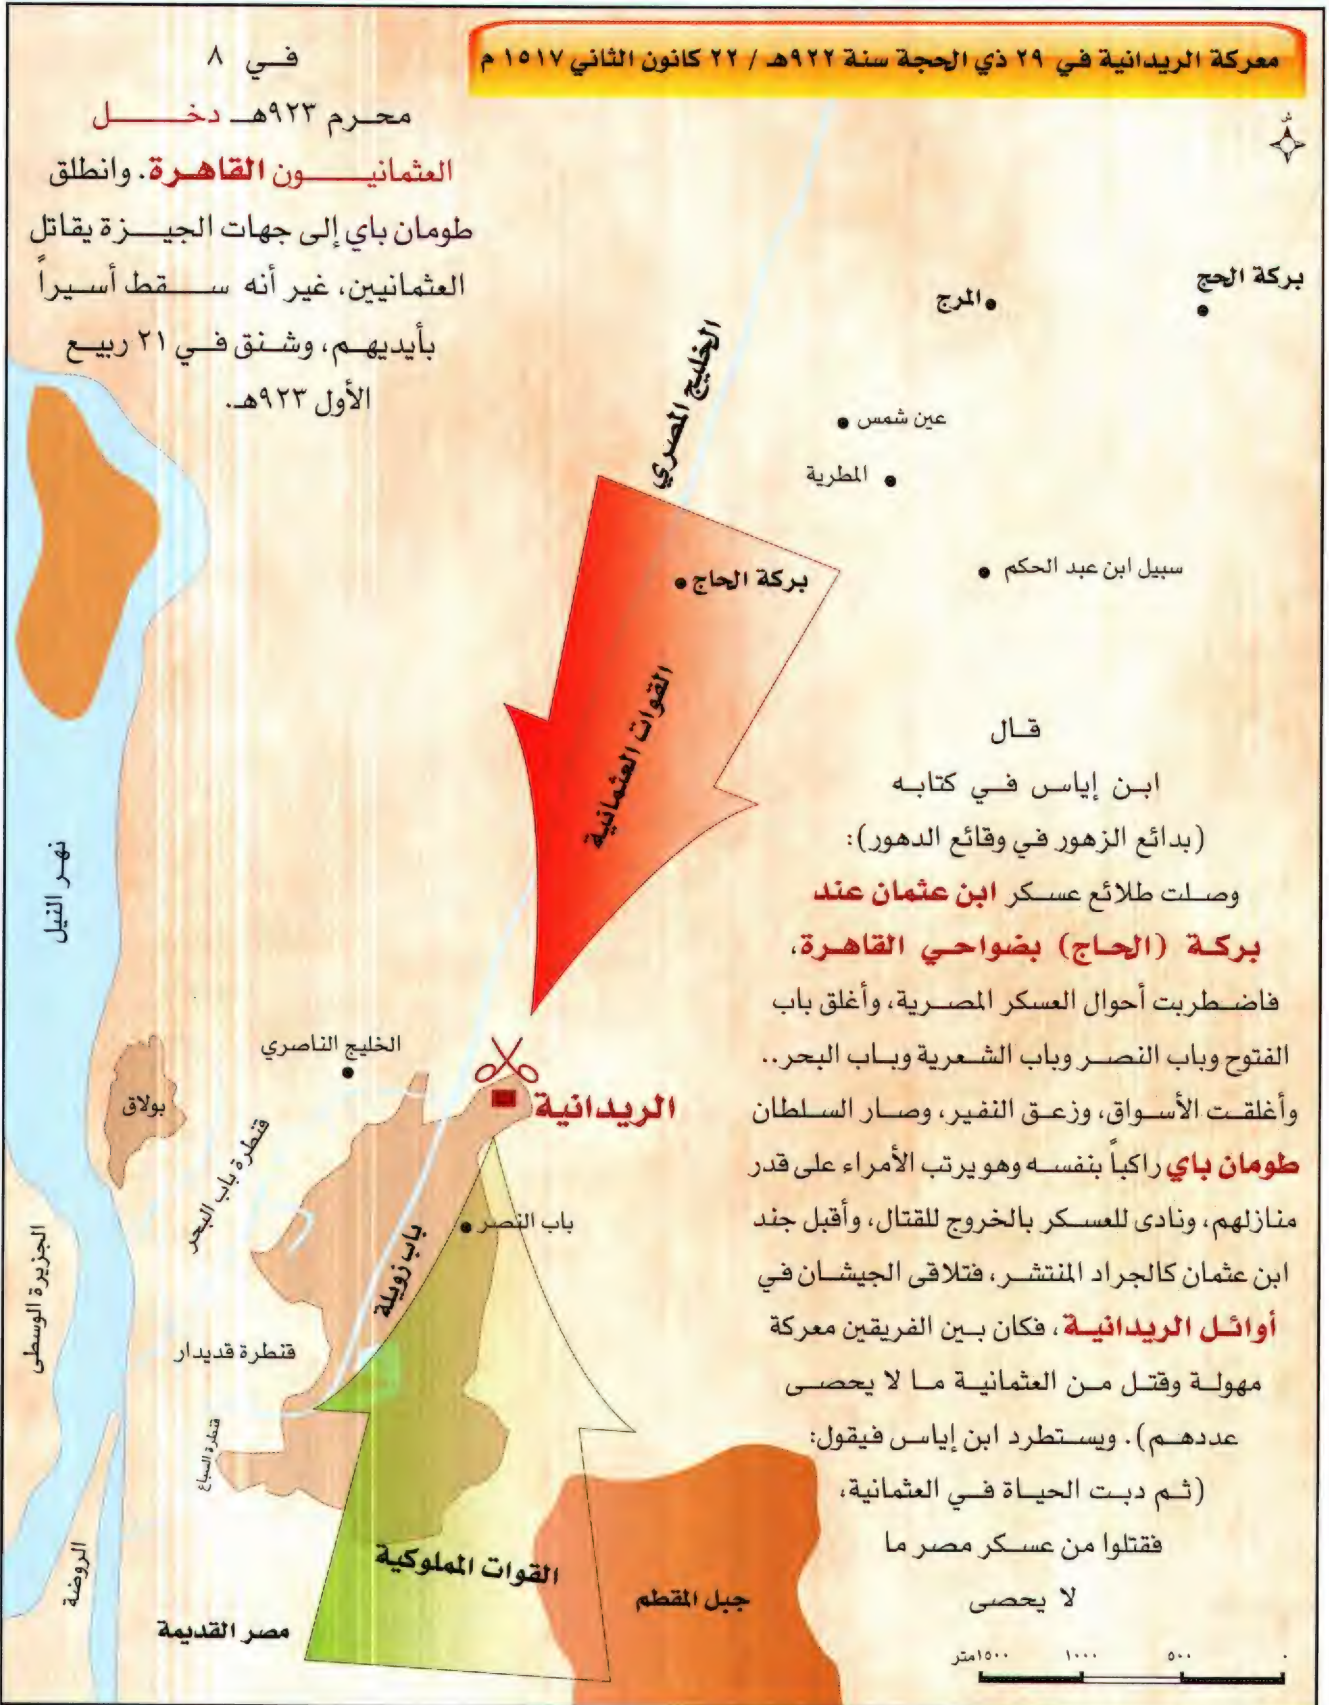 معركة الريدانية في ٢٩ ذي الحجة سنة ٩٢٢هـ / ٢٢ كانون الثاني ١٥١٧ م
في ٨
محرم ٩٢٣هـ دخل
العثمانيون القاهرة. وانطلق
طومان باي إلى جهات الجيزة يقاتل
العثمانيين، غير أنه سقط أسيراً
بأيديهم، وشنق في ٢١ ربيع
الأول ٩٢٣هـ.
ش
بركة الحج
المرج
الخليج المصري
عين شمس
المطرية
سبيل ابن عبد الحكم
بركة الحاج
القوات العثمانية
قال
ابن إياس في كتابه
(بدائع الزهور في وقائع الدهور):
وصلت طلائع عسكر ابن عثمان عند
بركة (الحاج) بضواحي القاهرة،
فاضطربت أحوال العسكر المصرية، وأغلق باب
الفتوح وباب النصر وباب الشعرية وباب البحر..
وأغلقت الأسواق، وزعق النفير، وصار السلطان
طومان باي راكباً بنفسه وهو يرتب الأمراء على قدر
منازلهم، ونادى للعسكر بالخروج للقتال، وأقبل جند
ابن عثمان كالجراد المنتشر، فتلاقى الجيشان في
أوائل الريدانية، فكان بين الفريقين معركة
مهولة وقتل من العثمانية ما لا يحصى
عددهم). ويستطرد ابن إياس فيقول:
(ثم دبت الحياة في العثمانية،
فقتلوا من عسكر مصر ما
لا يحصى
نهر النيل
الخليج الناصري
بولاق
الريدانية
قنطرة باب البحر
باب النصر
باب زويلة
الجزيرة الوسطى
قنطرة قديدار
قنطرة السباع
الروضة
القوات المملوكية
جبل المقطم
مصر القديمة
٠ ٥٠٠ ١٠٠٠ ١٥٠٠متر